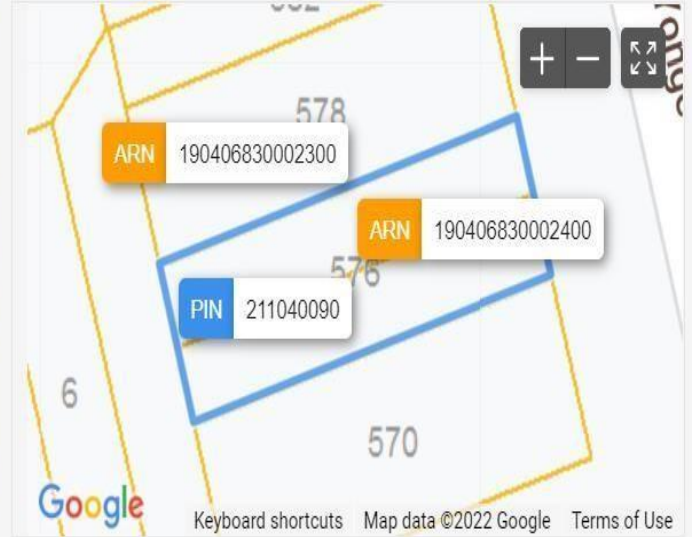 578
ARN 190406830002300
ARN 190406830002400
576
PIN 211040090
6
570
Google
Keyboard shortcuts Map data ©2022 Google Terms of Use